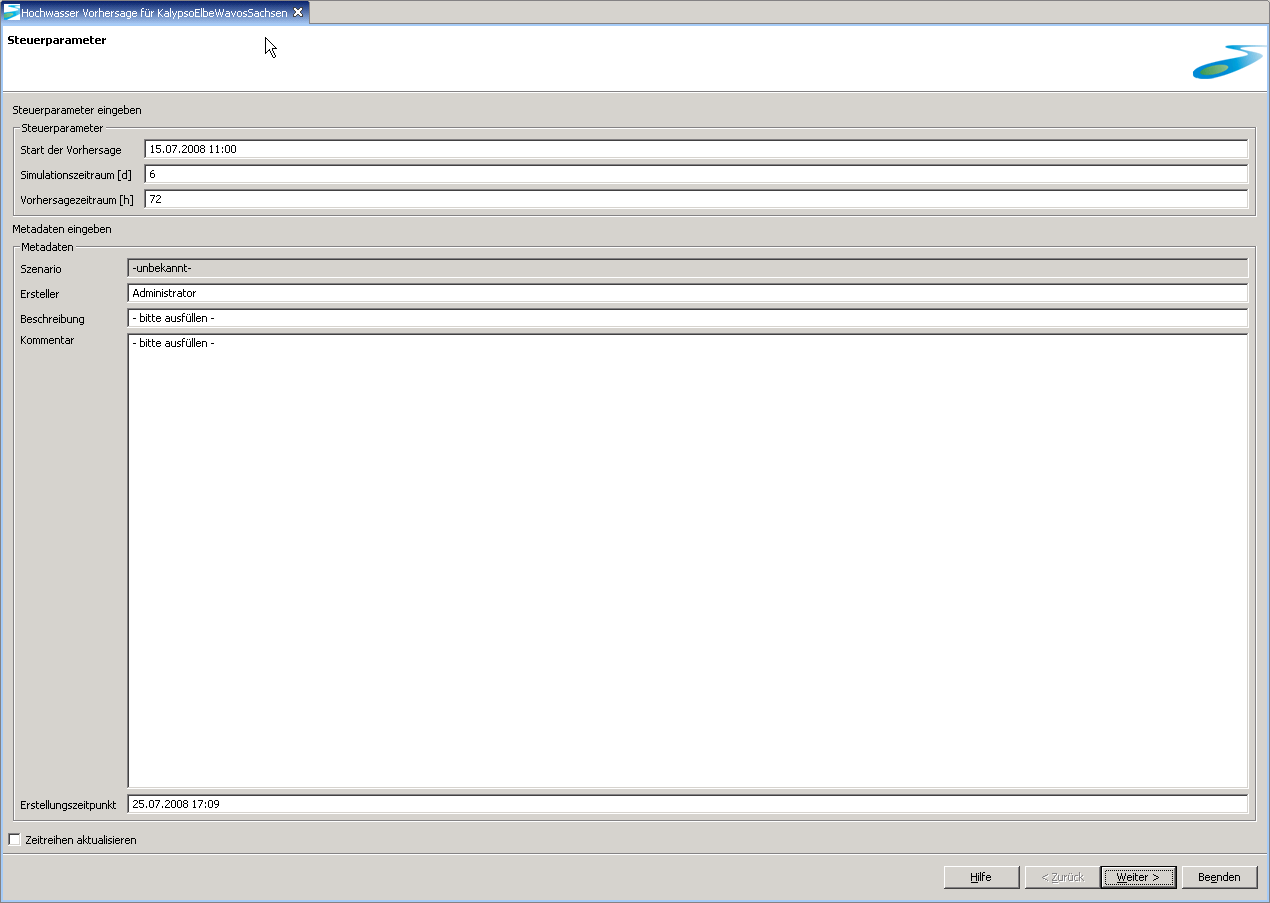 Hochwasser Vorhersage für KalypsoElbeWavosSachsen
Steuerparameter
Steuerparameter eingeben
Steuerparameter
Start der Vorhersage 15.07.2008 11:00
Simulationszeitraum [d] 6
Vorhersagezeitraum [h] 72
Metadaten eingeben
Metadaten
Szenario -unbekannt-
Ersteller Administrator
Beschreibung - bitte ausfüllen -
Kommentar - bitte ausfüllen -
Erstellungszeitpunkt 25.07.2008 17:09
Zeitreihen aktualisieren
Hilfe < Zurück Weiter > Beenden